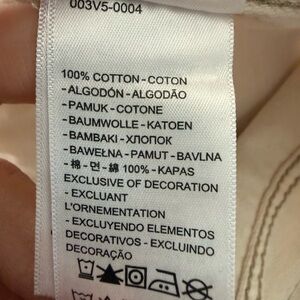 003V5-0004
100% COTTON - COTON
- ALGODÓN - ALGODÃO
- PAMUK - COTONE
- BAUMWOLLE - KATOEN
- BAMBAKI - ХЛОПОК
- BAWEŁNA - PAMUT - BAVLNA
- 棉 - 면 - 綿 100% - KAPAS
EXCLUSIVE OF DECORATION
- EXCLUANT
L'ORNEMENTATION
- EXCLUYENDO ELEMENTOS
DECORATIVOS - EXCLUINDO
DECORAÇÃO